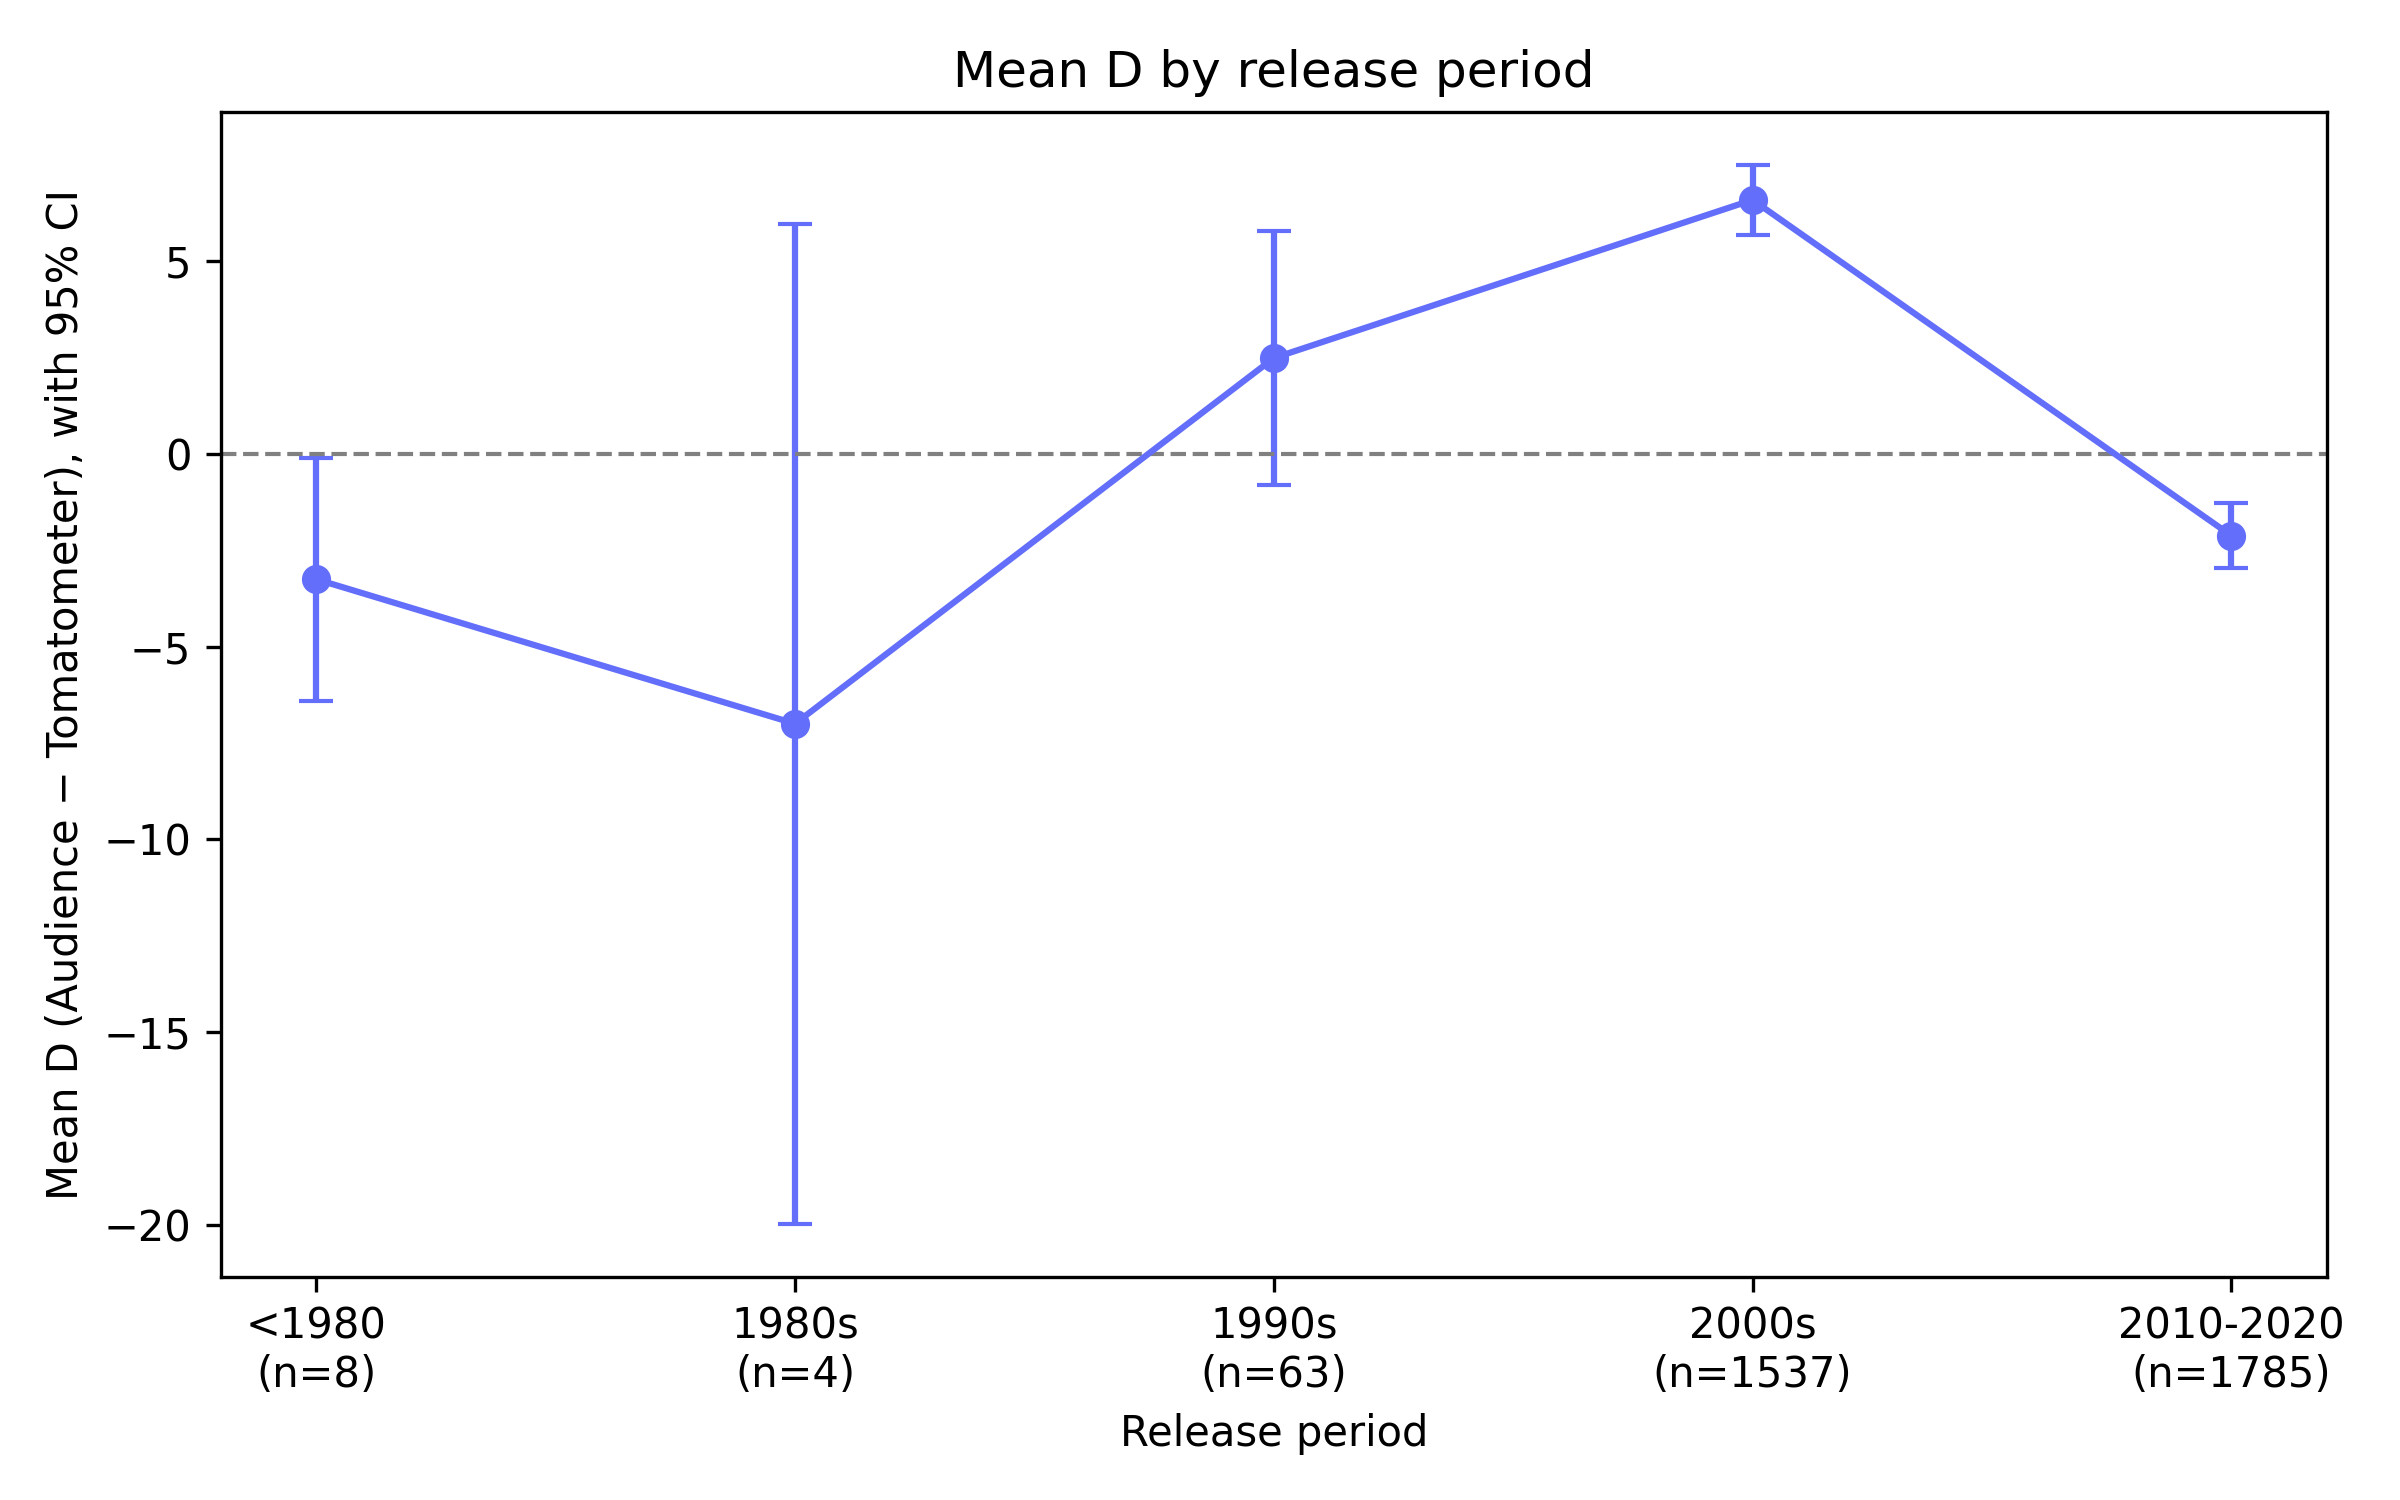 Mean D by release period
Mean D (Audience − Tomatometer), with 95% CI
5
0
−5
−10
−15
−20
<1980
(n=8)
1980s
(n=4)
1990s
(n=63)
2000s
(n=1537)
2010-2020
(n=1785)
Release period